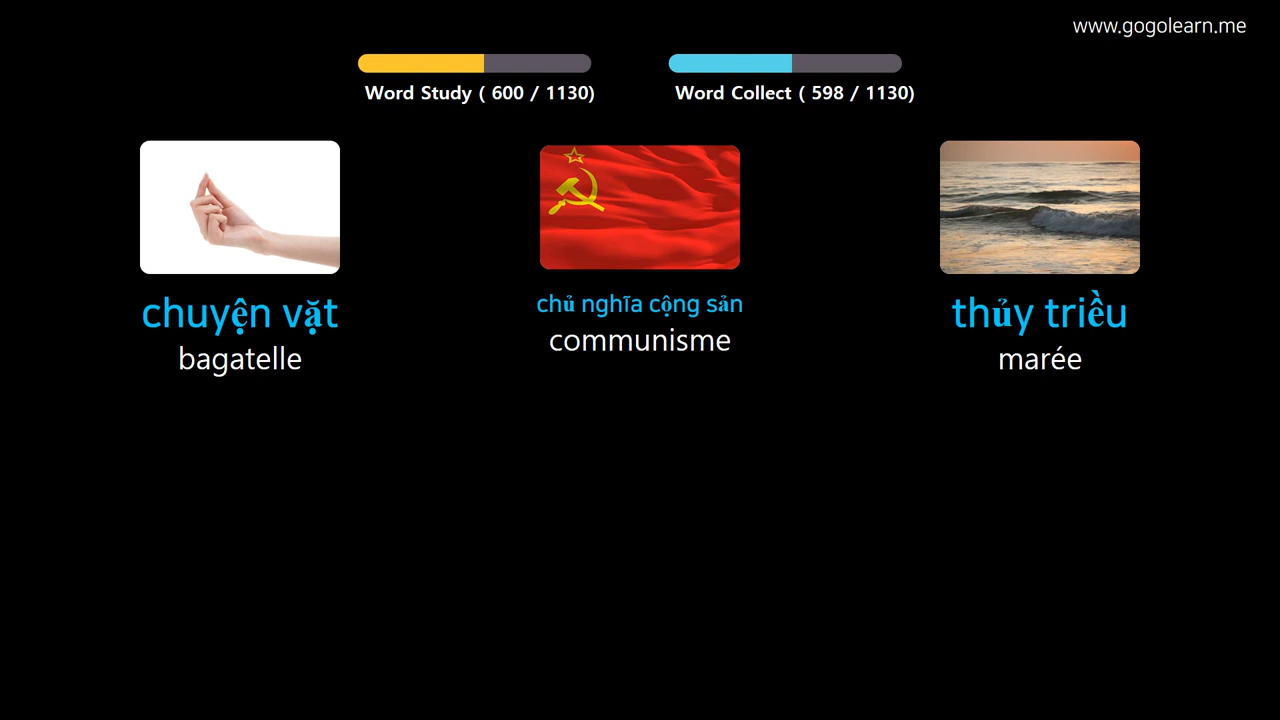 www.gogolearn.me
Word Study ( 600 / 1130)
Word Collect ( 598 / 1130)
chuyện vặt
bagatelle
chủ nghĩa cộng sản
communisme
thủy triều
marée